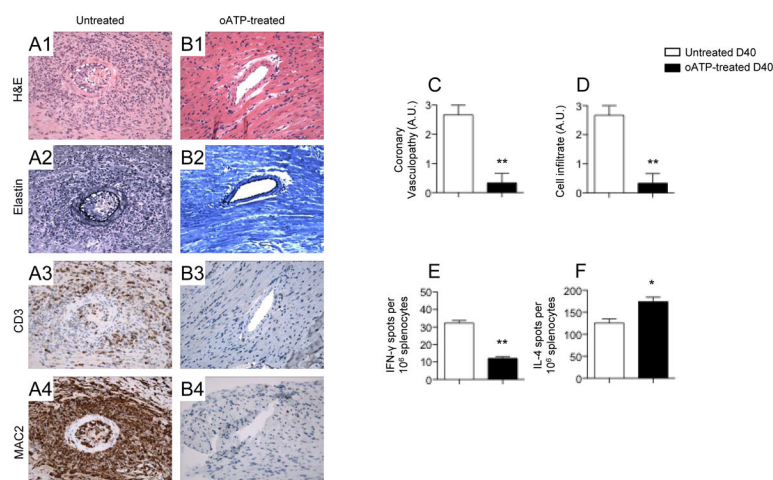 Untreated
oATP-treated
A1
B1
H&E
A2
B2
Elastin
A3
B3
CD3
A4
B4
MAC2
Untreated D40
oATP-treated D40
C
Coronary
Vasculopathy (A.U.)
3
2
1
0
**
D
Cell infiltrate (A.U.)
3
2
1
0
**
E
IFN-γ spots per
10⁶ splenocytes
50
40
30
20
10
0
**
F
IL-4 spots per
10⁶ splenocytes
200
150
100
50
0
*